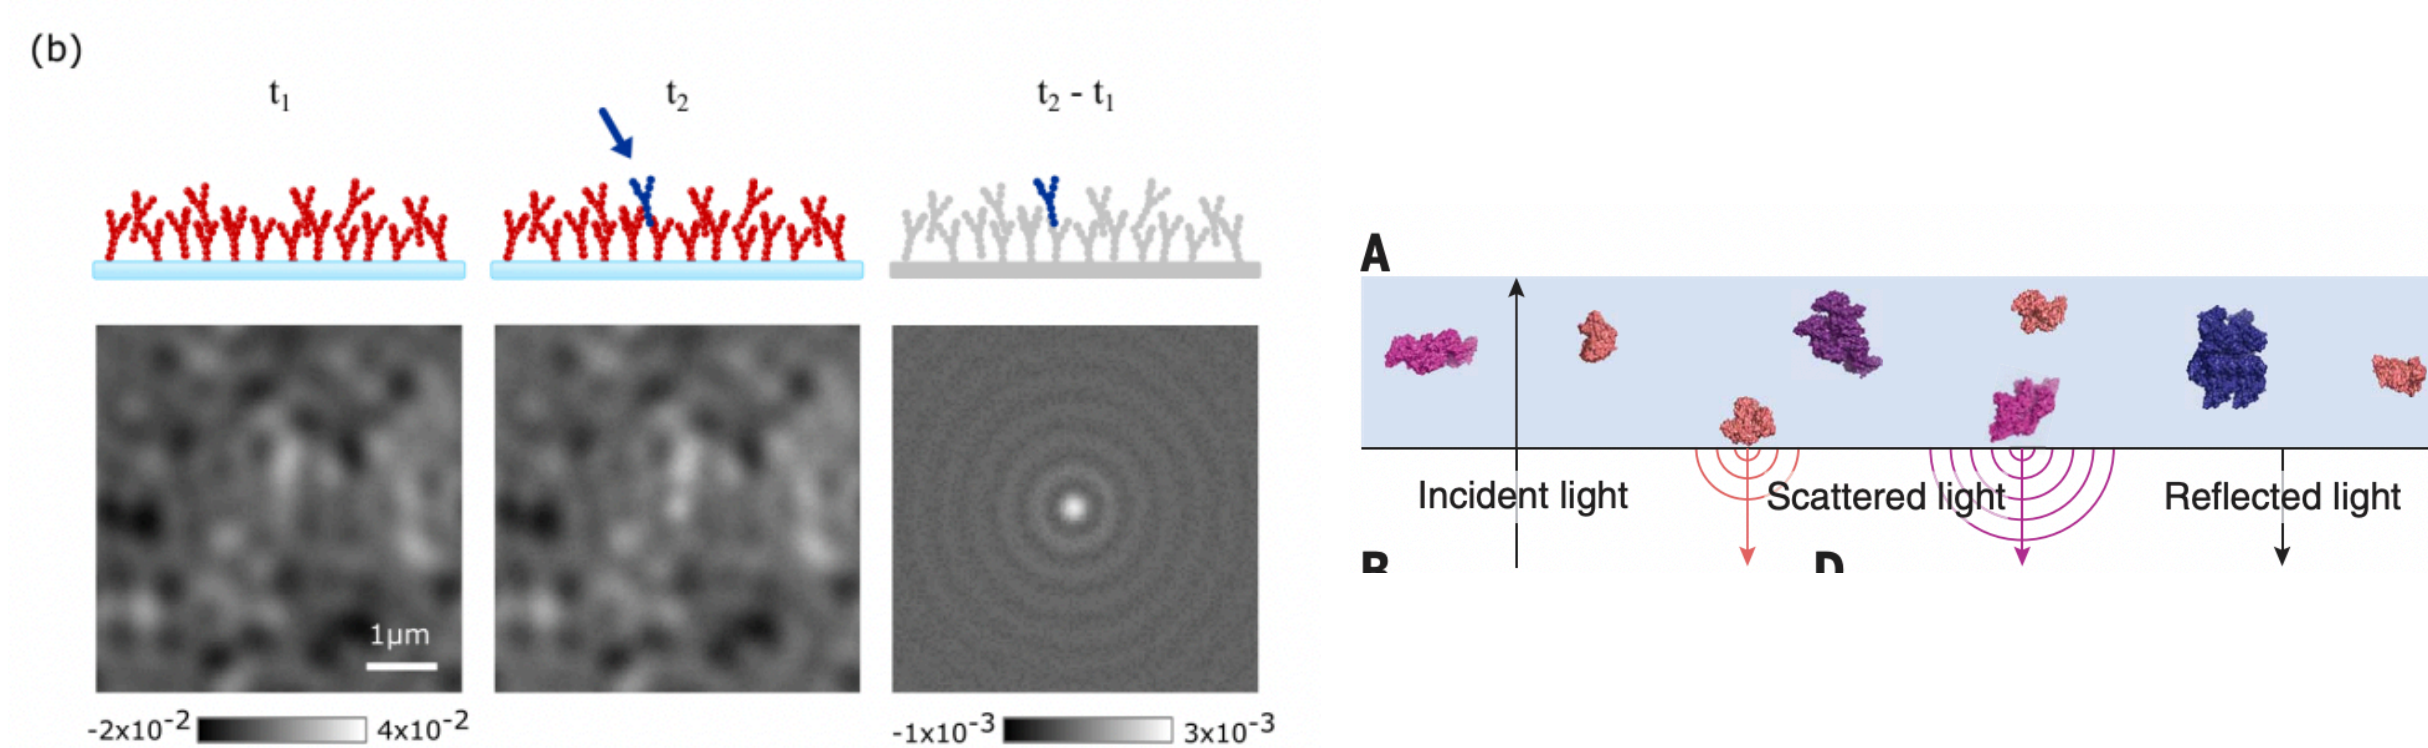 (b)
t₁
t₂
t₂ - t₁
1µm
-2x10⁻²
4x10⁻²
-1x10⁻³
3x10⁻³
A
Incident light
Scattered light
Reflected light
B
D